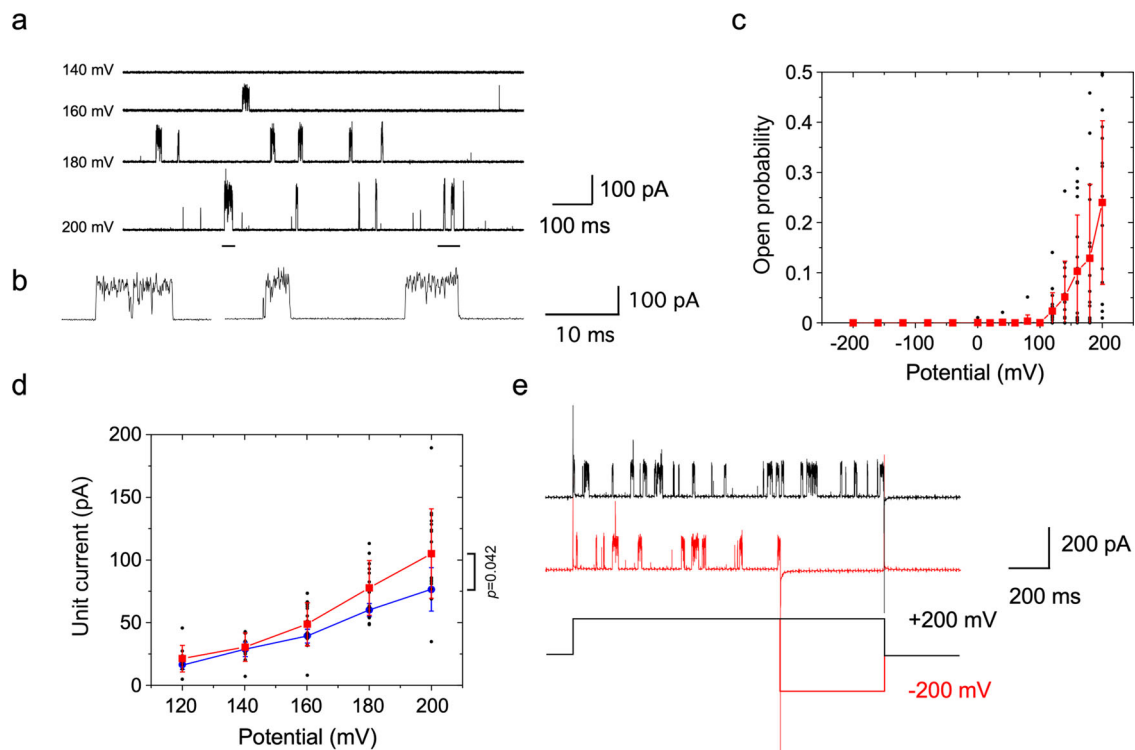 a
140 mV
160 mV
180 mV
200 mV
100 pA
100 ms
b
100 pA
10 ms
c
Open probability
0.5
0.4
0.3
0.2
0.1
0
-200
-100
0
100
200
Potential (mV)
d
Unit current (pA)
200
150
100
50
0
120
140
160
180
200
Potential (mV)
p=0.042
e
200 pA
200 ms
+200 mV
-200 mV